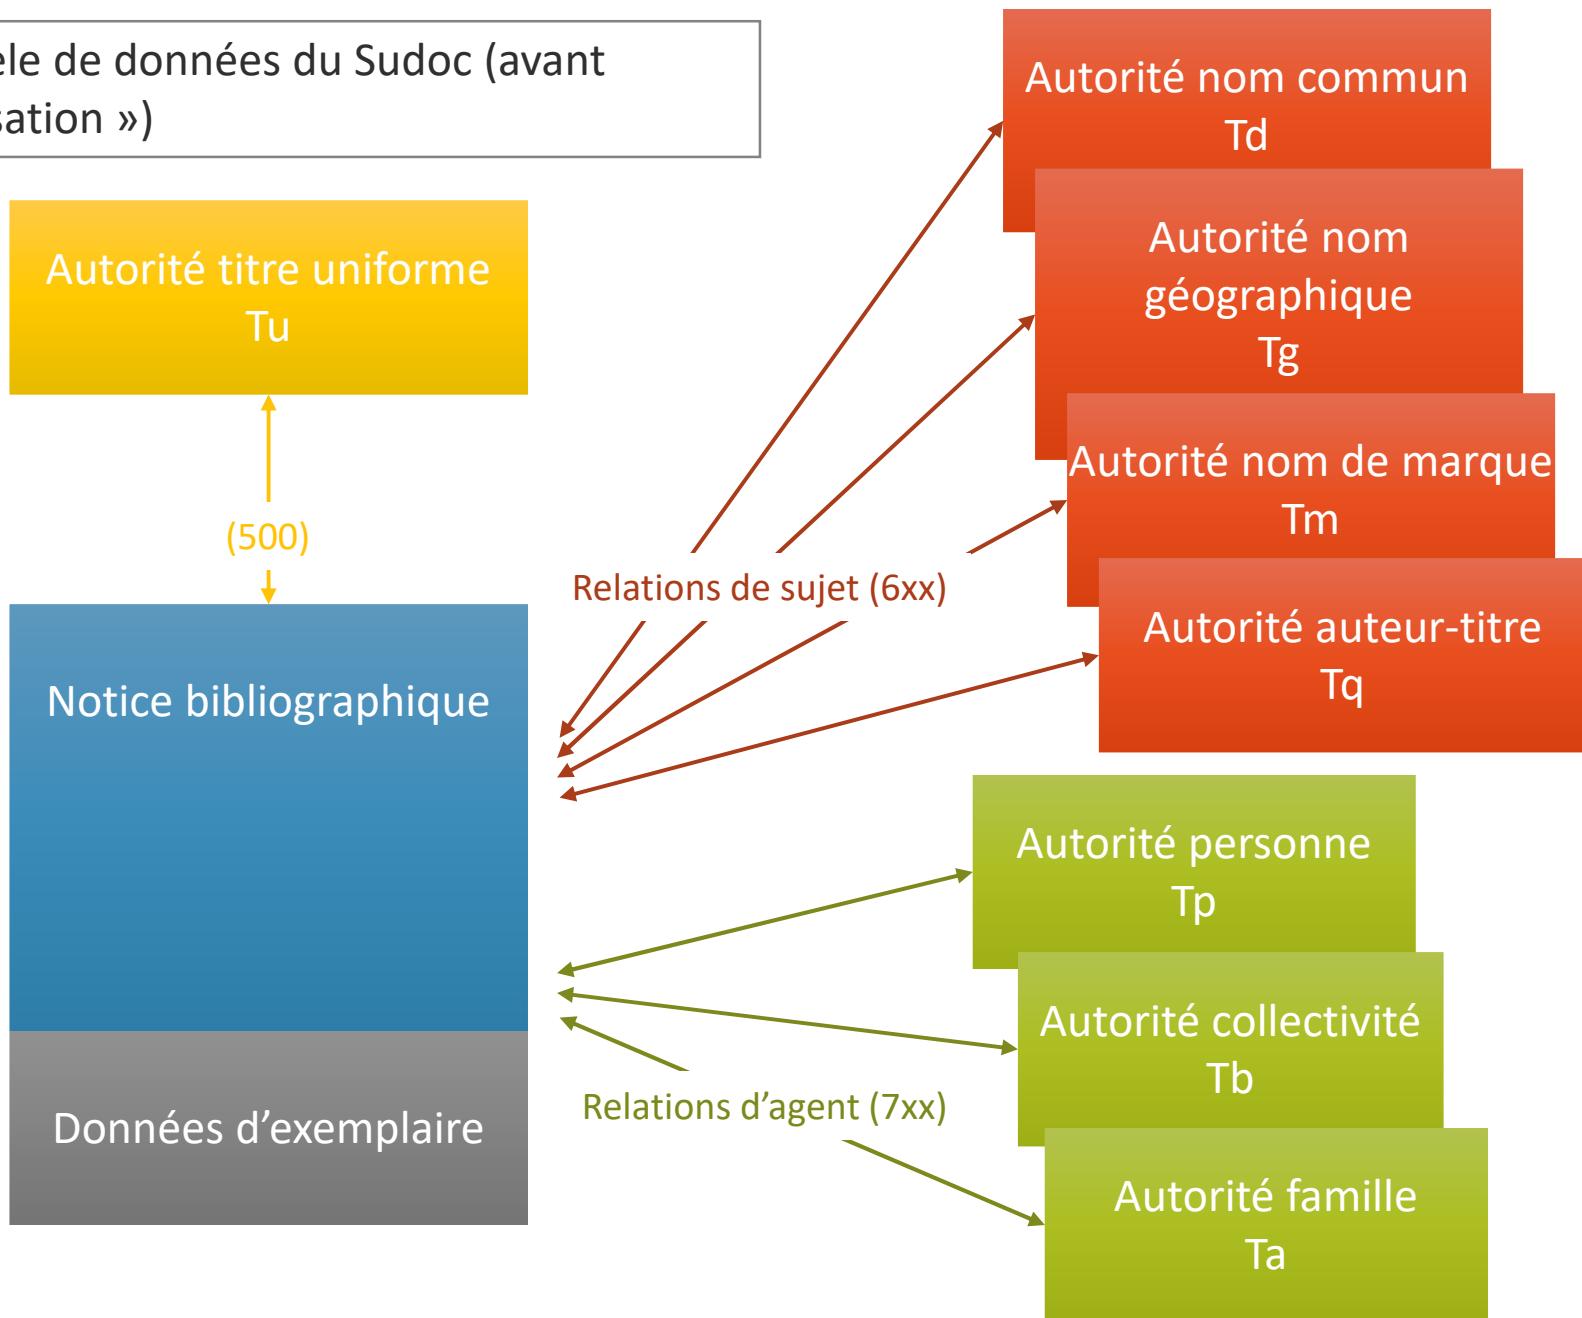 èle de données du Sudoc (avant
sation »)
Autorité titre uniforme
Tu
(500)
Notice bibliographique
Données d'exemplaire
Relations de sujet (6xx)
Relations d'agent (7xx)
Autorité nom commun
Td
Autorité nom
géographique
Tg
Autorité nom de marque
Tm
Autorité auteur-titre
Tq
Autorité personne
Tp
Autorité collectivité
Tb
Autorité famille
Ta